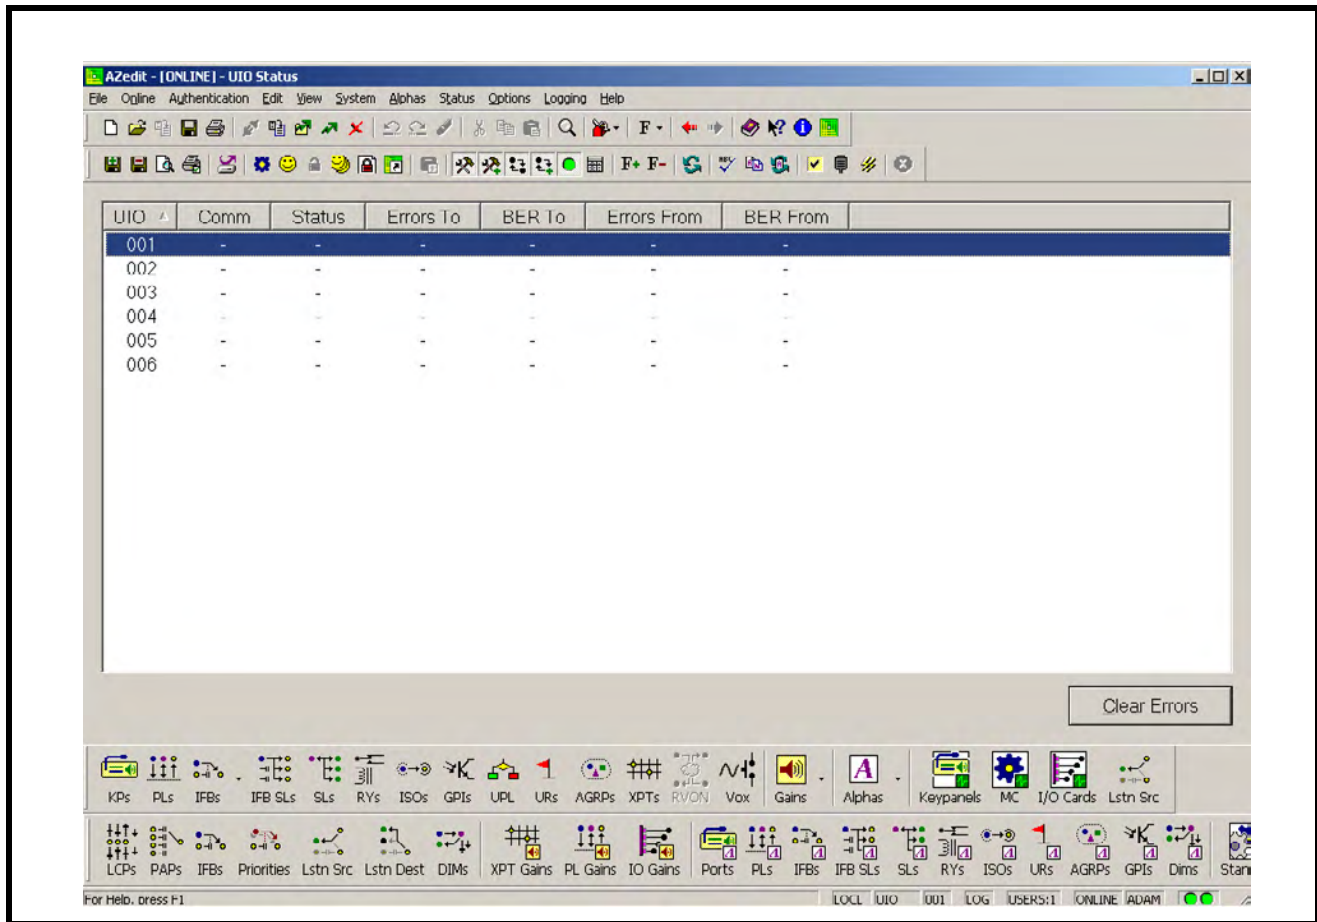 AZedit - [ONLINE] - UIO Status
File Online Authentication Edit View System Alphas Status Options Logging Help
F
F+ F-
UIO Comm Status Errors To BER To Errors From BER From
001 - - - - - -
002 - - - - - -
003 - - - - - -
004 - - - - - -
005 - - - - - -
006 - - - - - -
Clear Errors
KPs PLs IFBs IFB SLs SLs RYs ISOs GPIs UPL URs AGRPs XPTs RVON Vox Gains Alphas Keypanels MC I/O Cards Lstn Src
LCPs PAPs IFBs Priorities Lstn Src Lstn Dest DIMs XPT Gains PL Gains IO Gains Ports PLs IFBs IFB SLs SLs RYs ISOs URs AGRPs GPIs Dims
For Help, press F1 LOCL UIO 001 LOG USERS:1 ONLINE ADAM